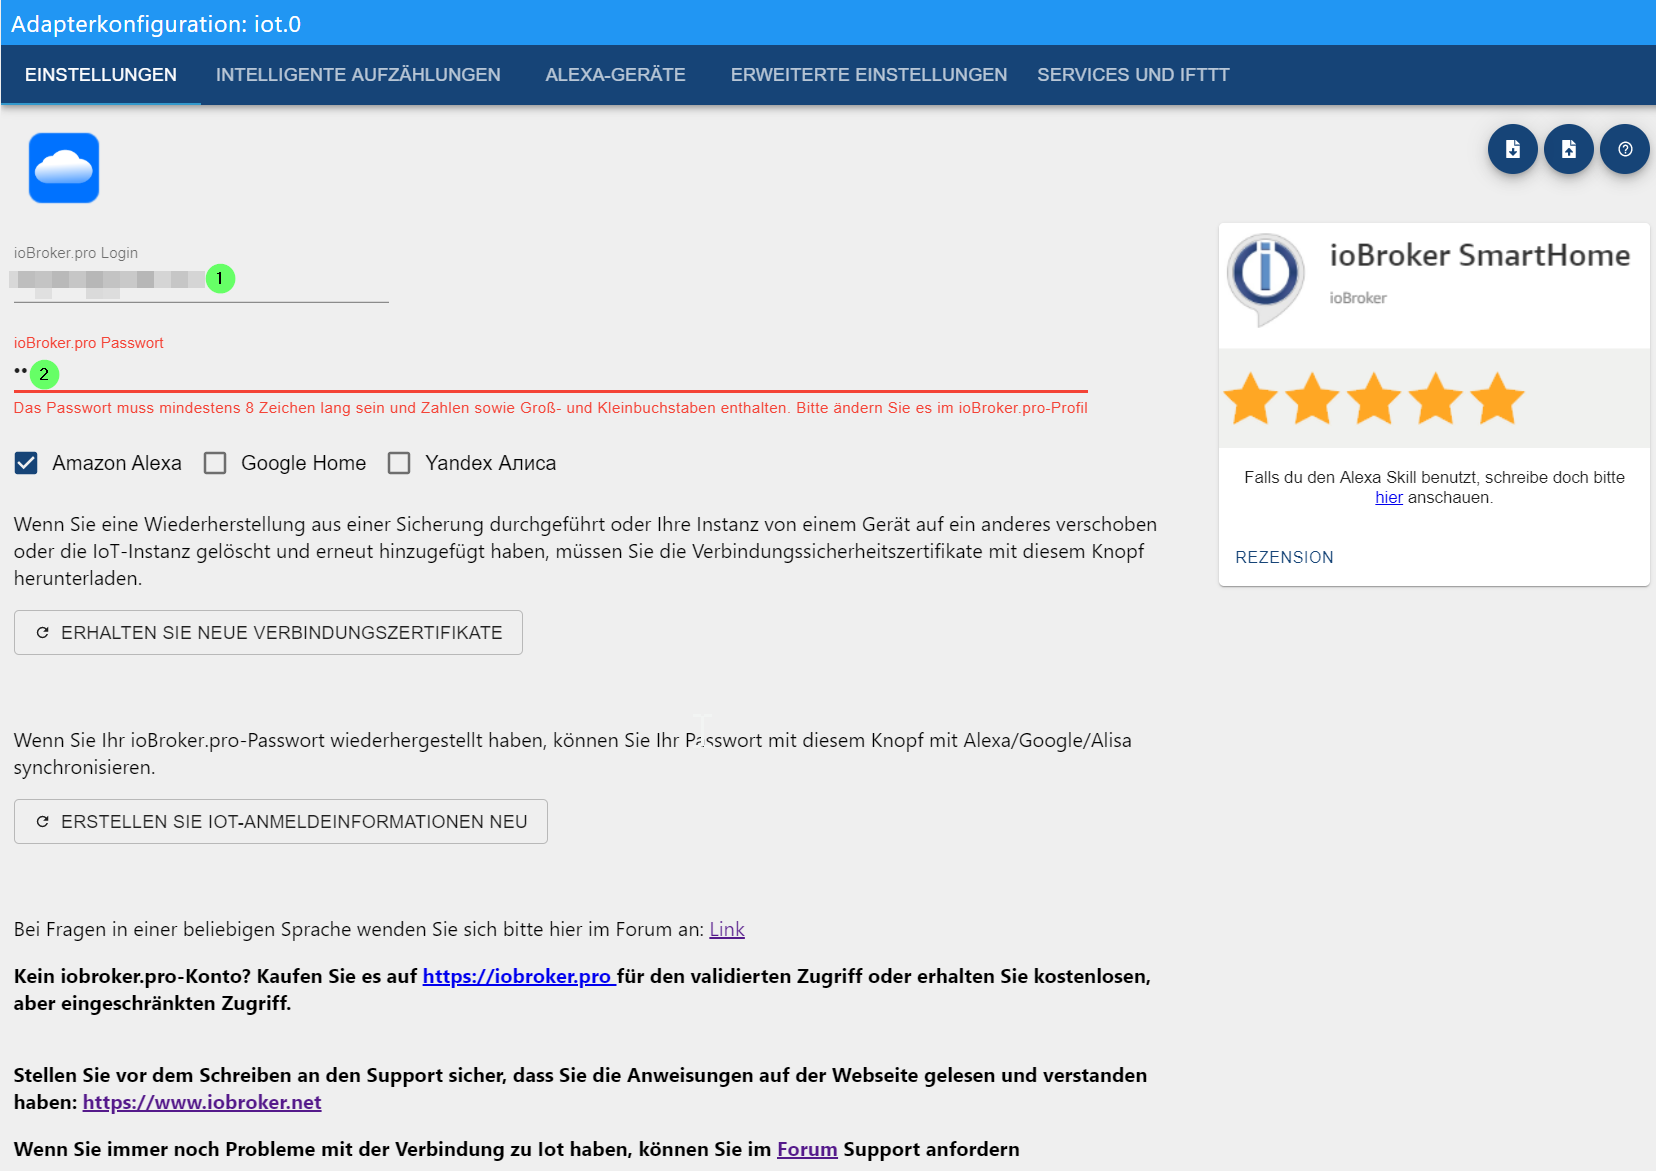 Adapterkonfiguration: iot.0
EINSTELLUNGEN INTELLIGENTE AUFZÄHLUNGEN ALEXA-GERÄTE ERWEITERTE EINSTELLUNGEN SERVICES UND IFTTT
ioBroker.pro Login
1
ioBroker.pro Passwort
•• 2
Das Passwort muss mindestens 8 Zeichen lang sein und Zahlen sowie Groß- und Kleinbuchstaben enthalten. Bitte ändern Sie es im ioBroker.pro-Profil
Amazon Alexa Google Home Yandex Алиса
Wenn Sie eine Wiederherstellung aus einer Sicherung durchgeführt oder Ihre Instanz von einem Gerät auf ein anderes verschoben
oder die IoT-Instanz gelöscht und erneut hinzugefügt haben, müssen Sie die Verbindungssicherheitszertifikate mit diesem Knopf
herunterladen.
ERHALTEN SIE NEUE VERBINDUNGSZERTIFIKATE
Wenn Sie Ihr ioBroker.pro-Passwort wiederhergestellt haben, können Sie Ihr Passwort mit diesem Knopf mit Alexa/Google/Alisa
synchronisieren.
ERSTELLEN SIE IOT-ANMELDEINFORMATIONEN NEU
Bei Fragen in einer beliebigen Sprache wenden Sie sich bitte hier im Forum an: Link
Kein iobroker.pro-Konto? Kaufen Sie es auf https://iobroker.pro für den validierten Zugriff oder erhalten Sie kostenlosen,
aber eingeschränkten Zugriff.
Stellen Sie vor dem Schreiben an den Support sicher, dass Sie die Anweisungen auf der Webseite gelesen und verstanden
haben: https://www.iobroker.net
Wenn Sie immer noch Probleme mit der Verbindung zu Iot haben, können Sie im Forum Support anfordern
ioBroker SmartHome
ioBroker
Falls du den Alexa Skill benutzt, schreibe doch bitte
hier anschauen.
REZENSION